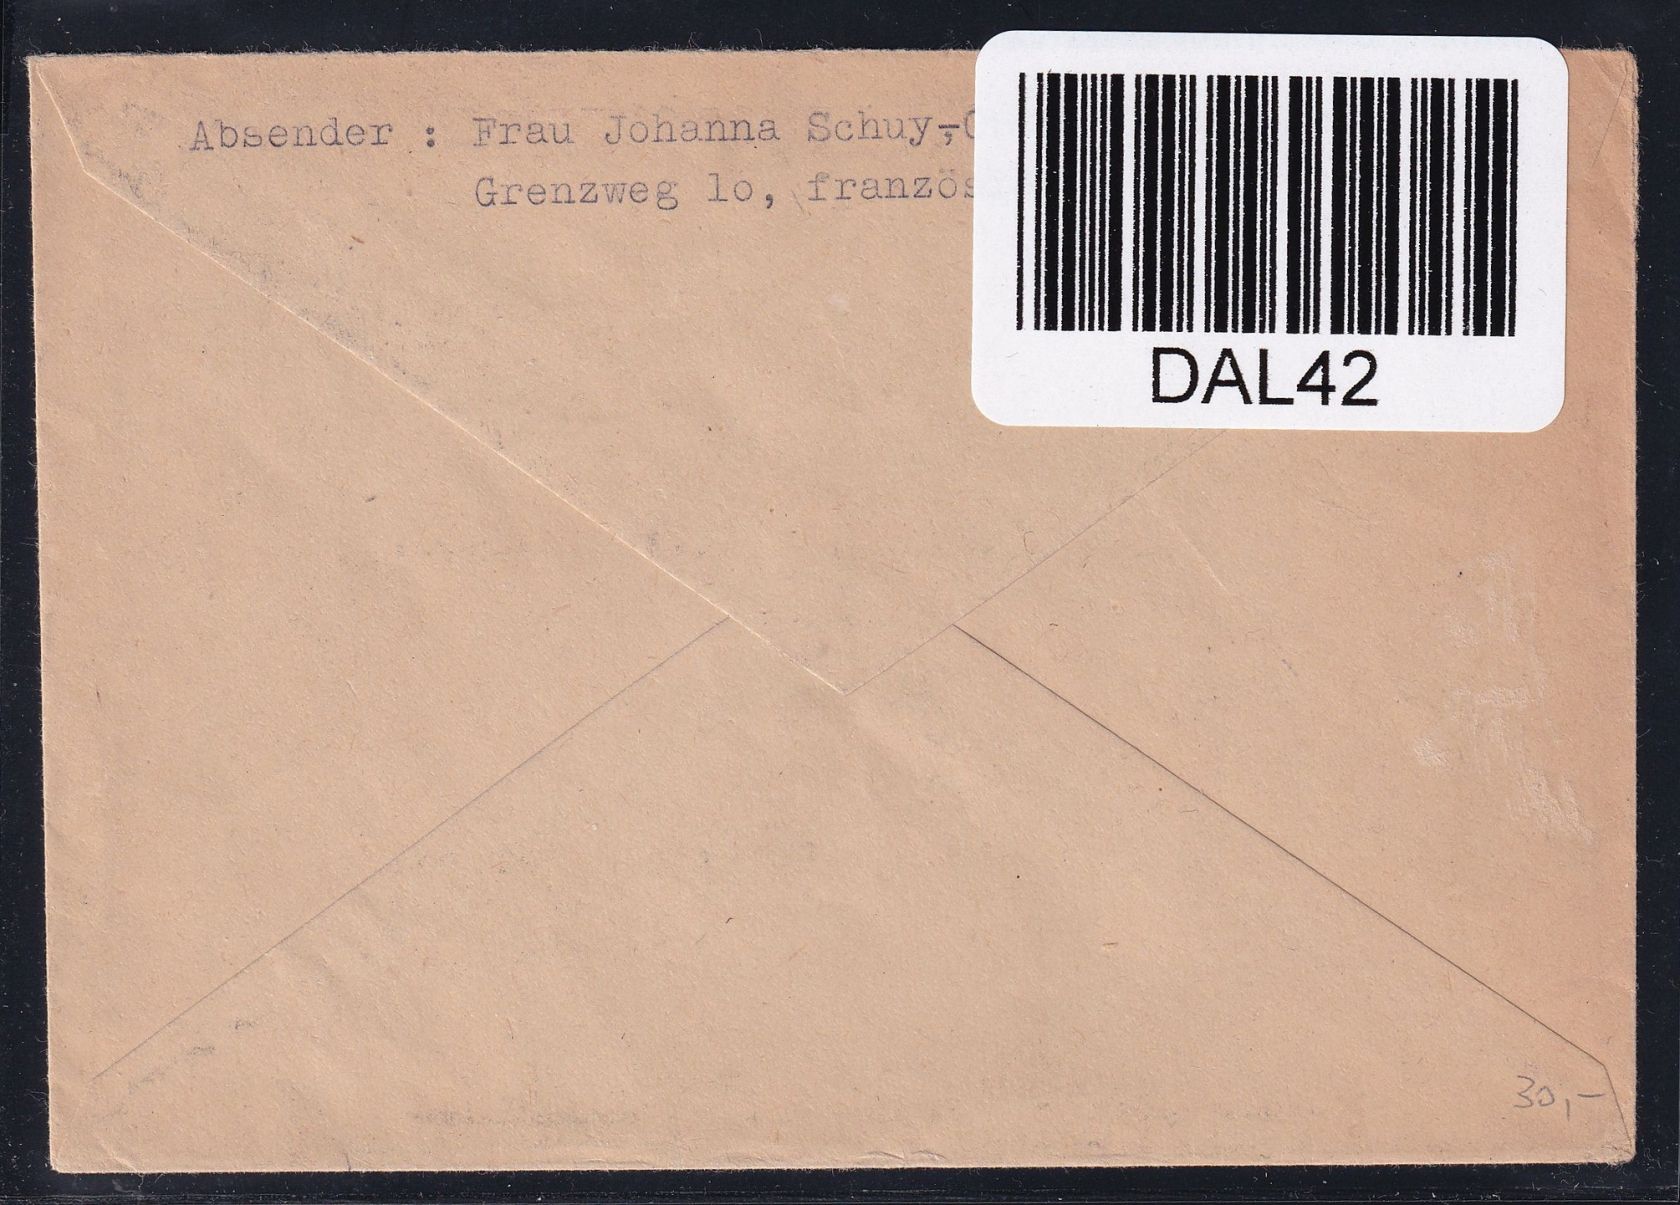 Absender : Frau Johanna Schuy,-
Grenzweg lo, französ
DAL42
30,-